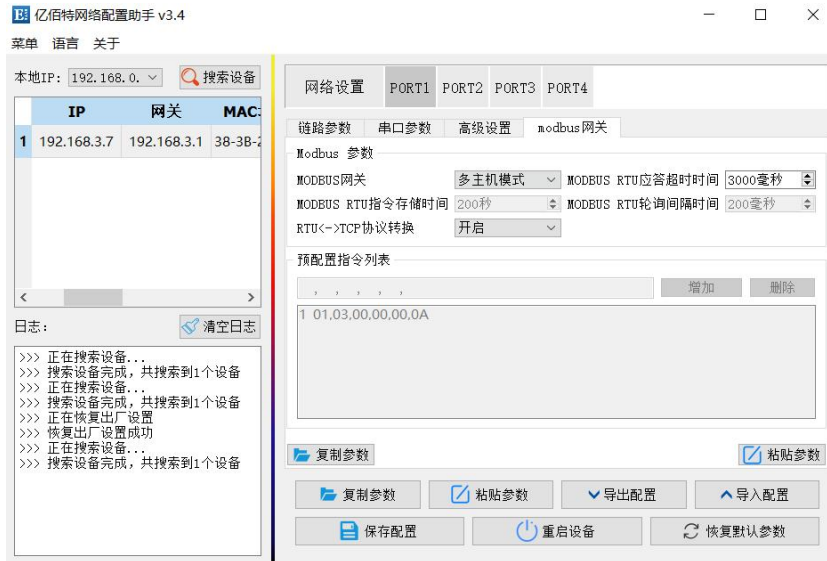 亿佰特网络配置助手 v3.4
菜单 语言 关于
本地IP: 192.168.0. 搜索设备
IP 网关 MAC
1 192.168.3.7 192.168.3.1 38-3B-
日志: 清空日志
>>> 正在搜索设备...
>>> 搜索设备完成，共搜索到1个设备
>>> 正在搜索设备...
>>> 搜索设备完成，共搜索到1个设备
>>> 正在恢复出厂设置
>>> 恢复出厂设置成功
>>> 正在搜索设备...
>>> 搜索设备完成，共搜索到1个设备
网络设置 PORT1 PORT2 PORT3 PORT4
链路参数 串口参数 高级设置 modbus网关
Modbus 参数
MODBUS网关 多主机模式 MODBUS RTU应答超时时间 3000毫秒
MODBUS RTU指令存储时间 200秒 MODBUS RTU轮询间隔时间 200毫秒
RTU<->TCP协议转换 开启
预配置指令列表
, , , , , 增加 删除
1 01,03,00,00,00,0A
复制参数 粘贴参数
复制参数 粘贴参数 导出配置 导入配置
保存配置 重启设备 恢复默认参数